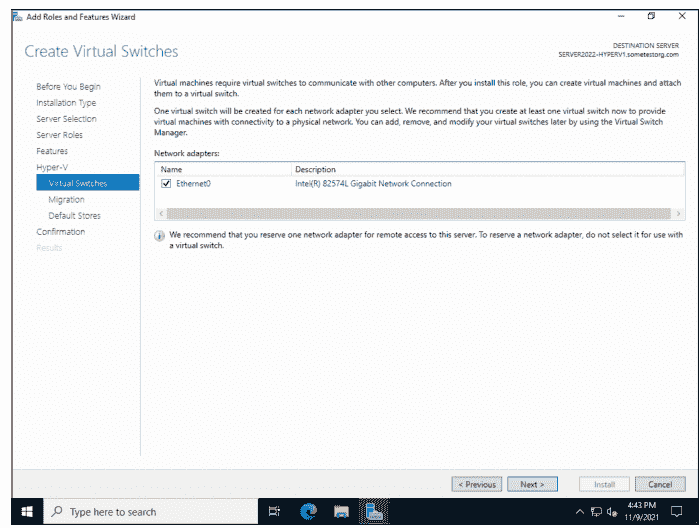 Add Roles and Features Wizard
Create Virtual Switches
DESTINATION SERVER
SERVER2022-HYPERV1.sometestorg.com
Before You Begin
Installation Type
Server Selection
Server Roles
Features
Hyper-V
Virtual Switches
Migration
Default Stores
Confirmation
Results
Virtual machines require virtual switches to communicate with other computers. After you install this role, you can create virtual machines and attach
them to a virtual switch.
One virtual switch will be created for each network adapter you select. We recommend that you create at least one virtual switch now to provide
virtual machines with connectivity to a physical network. You can add, remove, and modify your virtual switches later by using the Virtual Switch
Manager.
Network adapters:
Name Description
Ethernet0 Intel(R) 82574L Gigabit Network Connection
We recommend that you reserve one network adapter for remote access to this server. To reserve a network adapter, do not select it for use with
a virtual switch.
< Previous Next > Install Cancel
Type here to search
4:43 PM
11/9/2021